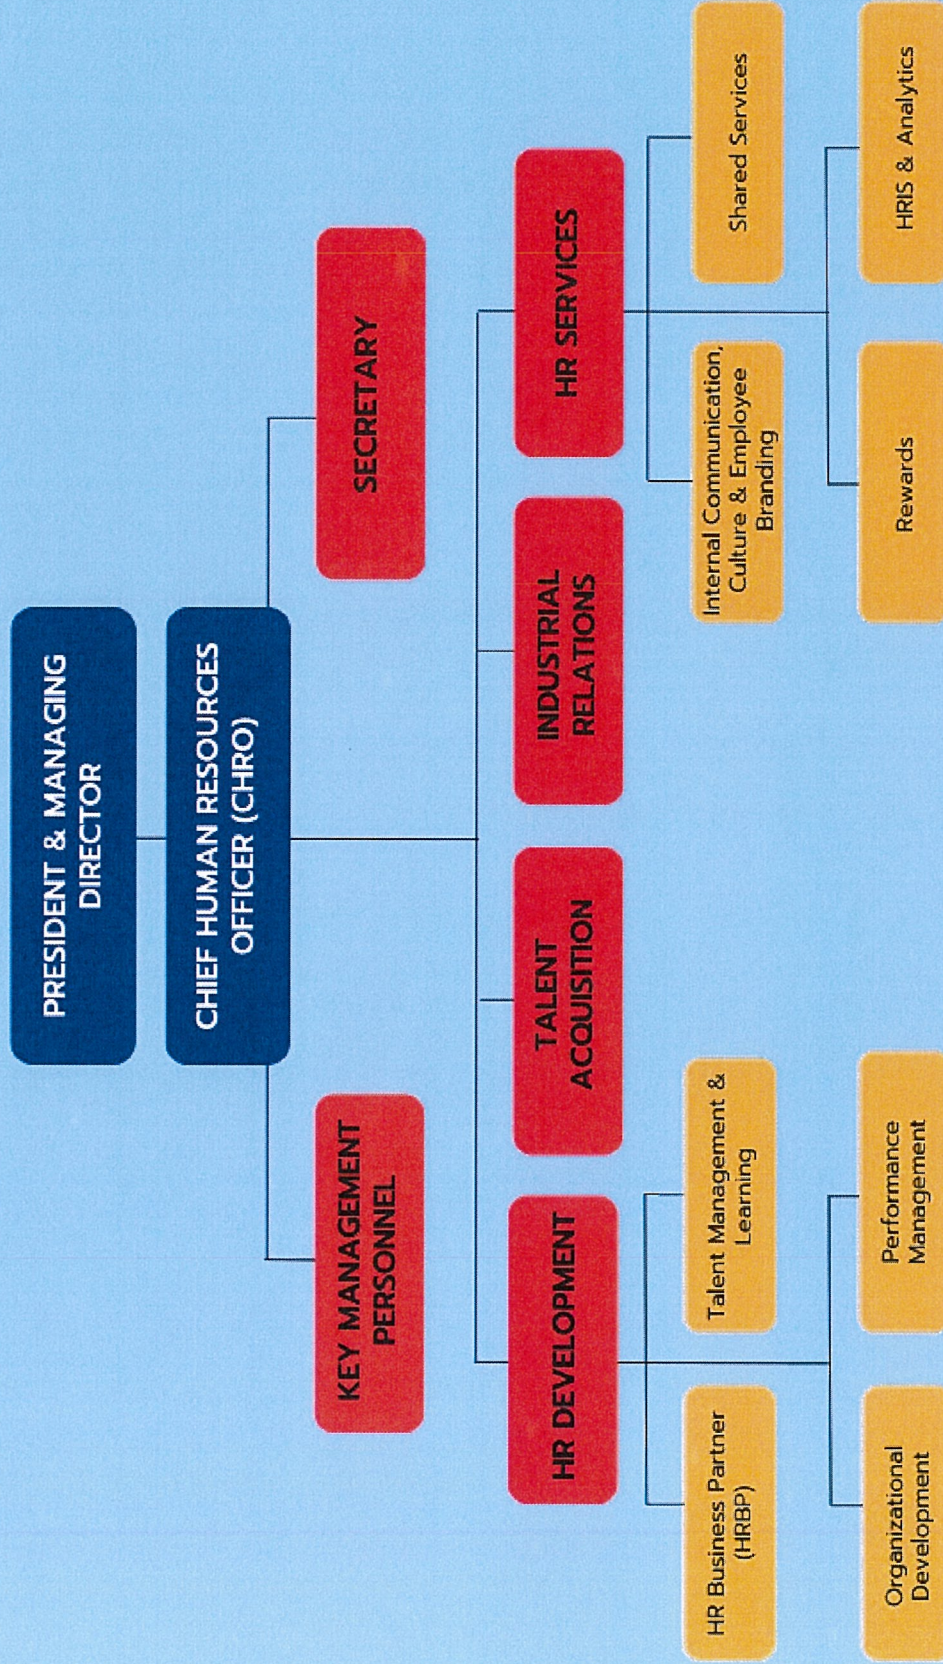 PRESIDENT & MANAGING
DIRECTOR
CHIEF HUMAN RESOURCES
OFFICER (CHRO)
KEY MANAGEMENT
PERSONNEL
SECRETARY
HR DEVELOPMENT
TALENT
ACQUISITION
INDUSTRIAL
RELATIONS
HR SERVICES
HR Business Partner
(HRBP)
Talent Management &
Learning
Internal Communication,
Culture & Employee
Branding
Shared Services
Organizational
Development
Performance
Management
Rewards
HRIS & Analytics